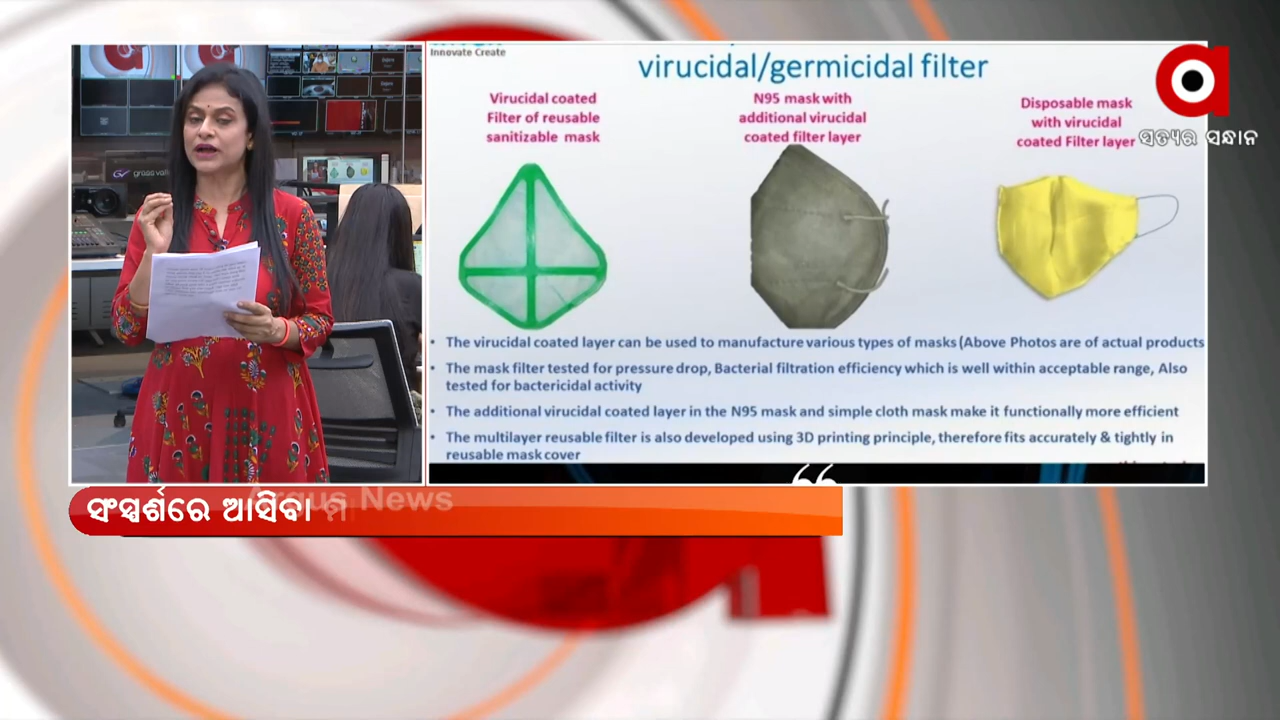 Innovate Create
virucidal/germicidal filter
Virucidal coated
Filter of reusable
sanitizable mask
N95 mask with
additional virucidal
coated filter layer
Disposable mask
with virucidal
coated Filter layer
ସତ୍ୟର ସନ୍ଧାନ
• The virucidal coated layer can be used to manufacture various types of masks (Above Photos are of actual products
• The mask filter tested for pressure drop, Bacterial filtration efficiency which is well within acceptable range, Also
tested for bactericidal activity
• The additional virucidal coated layer in the N95 mask and simple cloth mask make it functionally more efficient
• The multilayer reusable filter is also developed using 3D printing principle, therefore fits accurately & tightly in
reusable mask cover
Argus News
ସଂସ୍ପର୍ଶରେ ଆସିବା